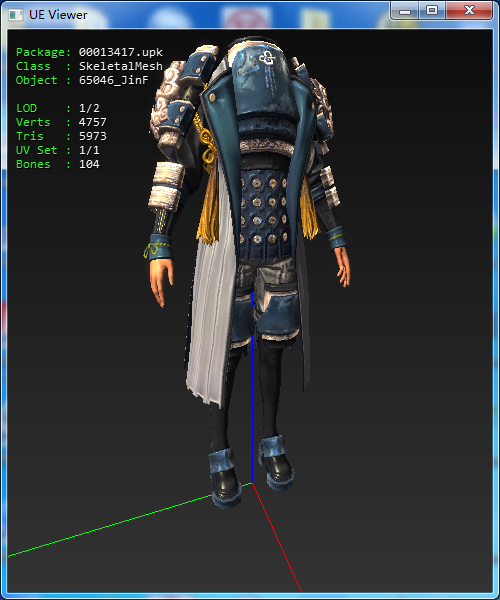 UE Viewer
Package: 00013417.upk
Class : SkeletalMesh
Object : 65046_JinF
LOD : 1/2
Verts : 4757
Tris : 5973
UV Set : 1/1
Bones : 104